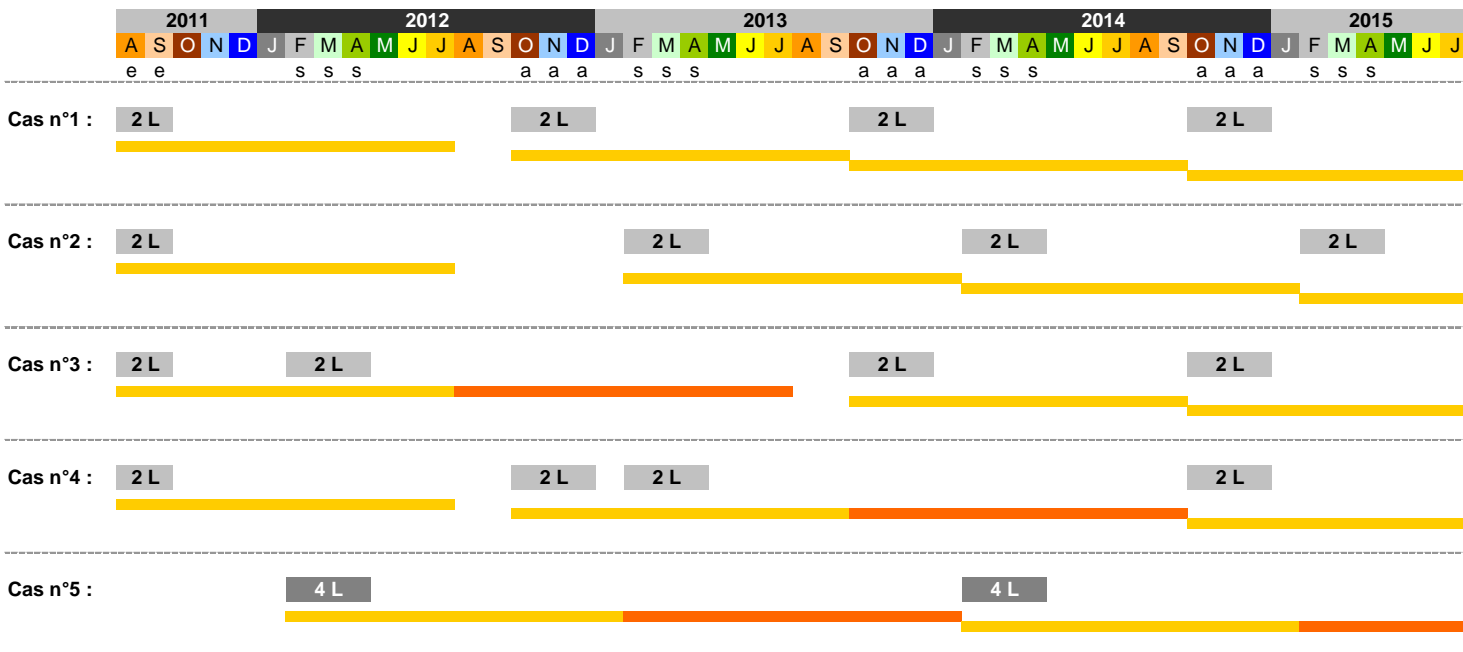 2011 2012 2013 2014 2015
A S O N D J F M A M J J A S O N D J F M A M J J A S O N D J F M A M J J A S O N D J F M A M J J
e e s s s a a a s s s a a a s s s a a a s s s
Cas n°1 : 2 L 2 L 2 L 2 L
Cas n°2 : 2 L 2 L 2 L 2 L
Cas n°3 : 2 L 2 L 2 L 2 L
Cas n°4 : 2 L 2 L 2 L 2 L
Cas n°5 : 4 L 4 L